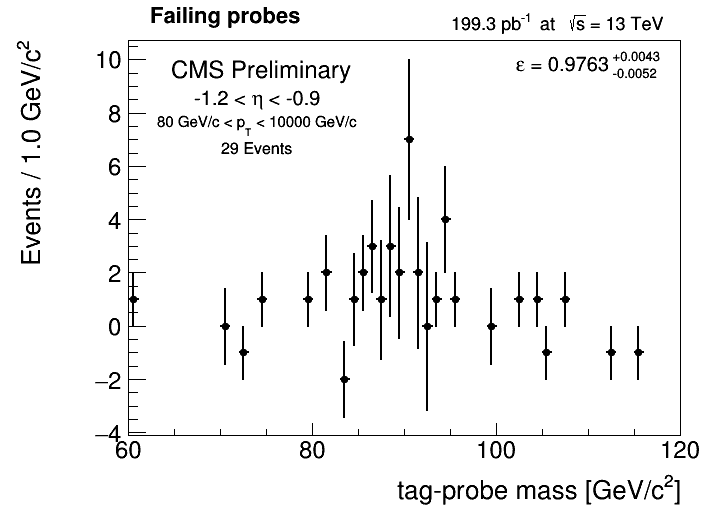 Failing probes
199.3 pb⁻¹ at √s = 13 TeV
CMS Preliminary
-1.2 < η < -0.9
80 GeV/c < p_T < 10000 GeV/c
29 Events
ε = 0.9763 +0.0043 -0.0052
Events / 1.0 GeV/c²
10
8
6
4
2
0
−2
−4
60 80 100 120
tag-probe mass [GeV/c²]